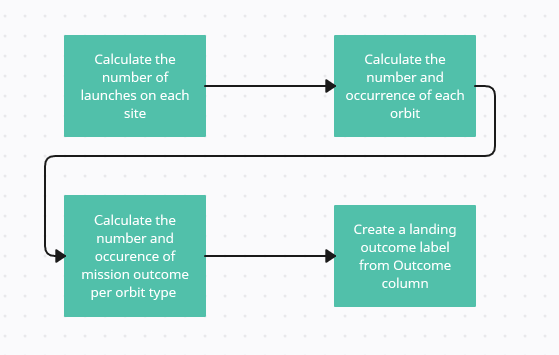 Calculate the
number of
launches on each
site
Calculate the
number and
occurrence of each
orbit
Calculate the
number and
occurence of
mission outcome
per orbit type
Create a landing
outcome label
from Outcome
column